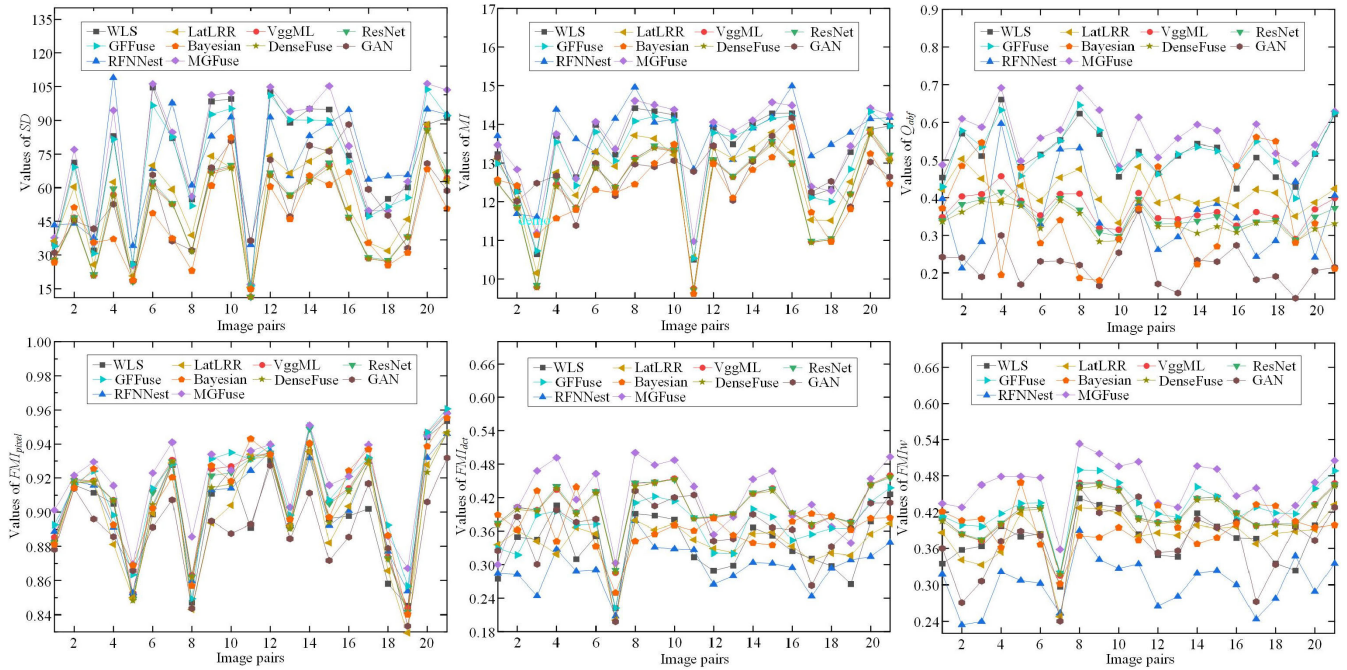 135
120
105
90
75
60
45
30
15
Values of SD
WLS LatLRR VggML ResNet
GFFuse Bayesian DenseFuse GAN
RFNNest MGFuse
2 4 6 8 10 12 14 16 18 20
Image pairs
17
16
15
14
13
12
11
10
Values of MI
WLS LatLRR VggML ResNet
GFFuse Bayesian DenseFuse GAN
RFNNest MGFuse
2 4 6 8 10 12 14 16 18 20
Image pairs
0.9
0.8
0.7
0.6
0.5
0.4
0.3
0.2
Values of Qabf
WLS LatLRR VggML ResNet
GFFuse Bayesian DenseFuse GAN
RFNNest MGFuse
2 4 6 8 10 12 14 16 18 20
Image pairs
1.00
0.98
0.96
0.94
0.92
0.90
0.88
0.86
0.84
Values of FMIpixel
WLS LatLRR VggML ResNet
GFFuse Bayesian DenseFuse GAN
RFNNest MGFuse
2 4 6 8 10 12 14 16 18 20
Image pairs
0.66
0.60
0.54
0.48
0.42
0.36
0.30
0.24
0.18
Values of FMIdct
WLS LatLRR VggML ResNet
GFFuse Bayesian DenseFuse GAN
RFNNest MGFuse
2 4 6 8 10 12 14 16 18 20
Image pairs
0.66
0.60
0.54
0.48
0.42
0.36
0.30
0.24
Values of FMIW
WLS LatLRR VggML ResNet
GFFuse Bayesian DenseFuse GAN
RFNNest MGFuse
2 4 6 8 10 12 14 16 18 20
Image pairs